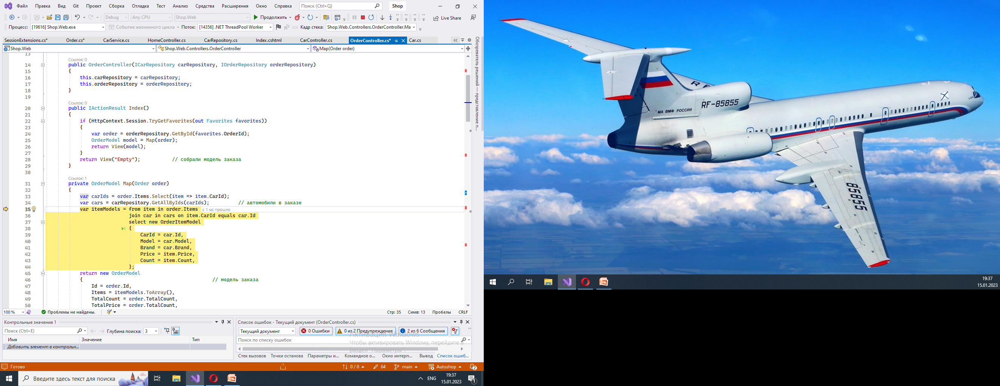 Файл Правка Вид Git Проект Сборка Отладка Тест Анализ Средства Расширения Окно Справка Поиск (Ctrl+Q) Shop
Debug Any CPU Shop.Web Продолжить Live Share
Процесс: [19616] Shop.Web.exe События жизненного цикла Поток: [14356] .NET ThreadPool Worker Кадр стека: Shop.Web.Controllers.OrderController.Ma
SessionExtensions.cs* Order.cs* CarService.cs HomeController.cs CarRepository.cs Index.cshtml CarController.cs OrderController.cs* Car.cs
Shop.Web Shop.Web.Controllers.OrderController Map(Order order)
Обозреватель решений — представление п...
13
Ссылок: 0
14 public OrderController(ICarRepository carRepository, IOrderRepository orderRepository)
15 {
16 this.carRepository = carRepository;
17 this.orderRepository = orderRepository;
18 }
19
Ссылок: 0
20 public IActionResult Index()
21 {
22 if (HttpContext.Session.TryGetFavorites(out Favorites favorites))
23 {
24 var order = orderRepository.GetById(favorites.OrderId);
25 OrderModel model = Map(order);
26 return View(model);
27 }
28 return View("Empty"); // собрали модель заказа
29 }
30
Ссылок: 1
31 private OrderModel Map(Order order)
32 {
33 var carIds = order.Items.Select(item => item.CarId);
34 var cars = carRepository.GetAllByIds(carIds); // автомобили в заказе
35 var itemModels = from item in order.Items ≤ 1 мс прошло
36 join car in cars on item.CarId equals car.Id
37 select new OrderItemModel
38 {
39 CarId = car.Id,
40 Model = car.Model,
41 Brand = car.Brand,
42 Price = item.Price,
43 Count = item.Count,
44 };
45 return new OrderModel
46 { // модель заказа
47 Id = order.Id,
48 Items = itemModels.ToArray(),
49 TotalCount = order.TotalCount,
50 TotalPrice = order.TotalCount,
100 % Проблемы не найдены. Стр: 35 Симв: 13 Пробелы CRLF
Контрольные значения 1
Поиск (Ctrl+E) Глубина поиска: 3
Имя Значение Тип
Добавить элемент в контрольн...
Список ошибок - Текущий документ (OrderController.cs)
Текущий документ 0 Ошибки 0 из 2 Предупреждения 2 из 6 Сообщения
Поиск по списку ошибок
Активация Windows
Чтобы активировать Windows, перейдите в
раздел "Параметры".
Стек вызовов Точки останова Параметры и... Командное о... Окно интерп... Вывод Список ошиб...
Готово 0 / 0 64 main Autoshop 2
Введите здесь текст для поиска ENG 19:37
15.01.2023 1
RF-85855
МА ВМФ РОССИИ
85855
19:37
15.01.2023